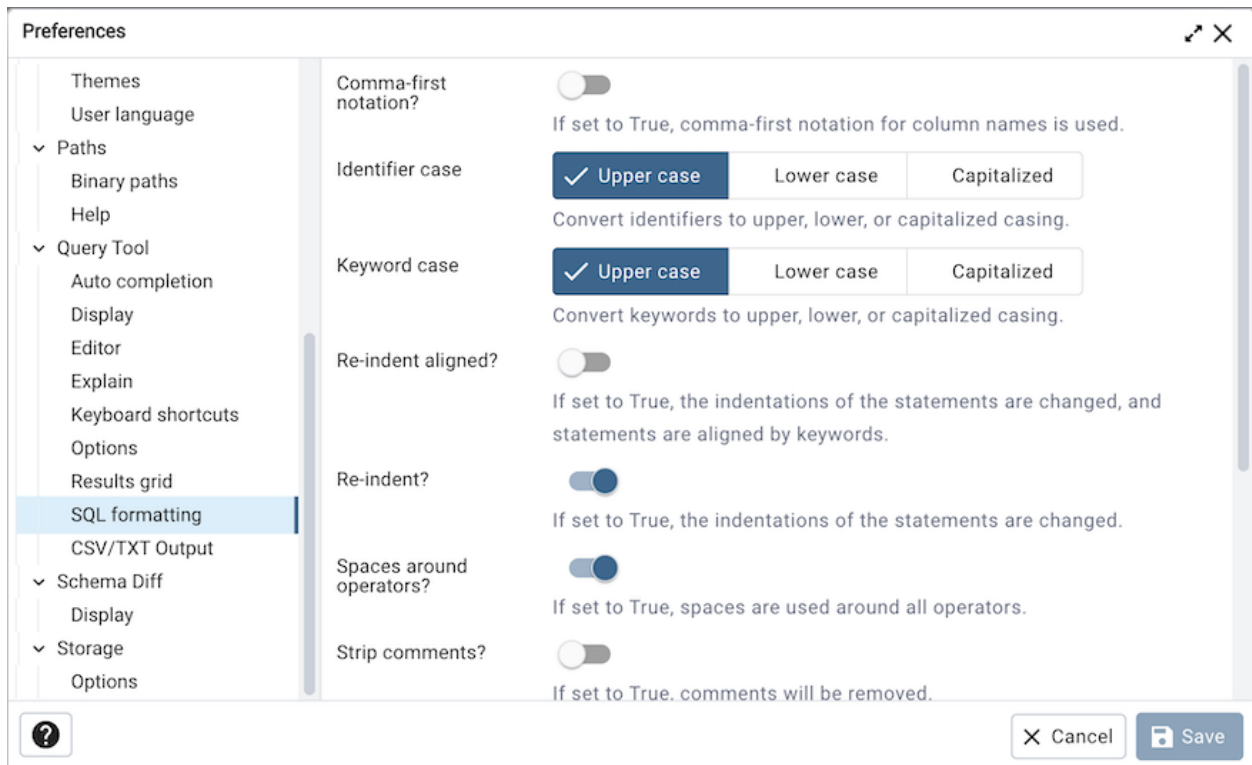 Preferences
Themes
User language
Paths
Binary paths
Help
Query Tool
Auto completion
Display
Editor
Explain
Keyboard shortcuts
Options
Results grid
SQL formatting
CSV/TXT Output
Schema Diff
Display
Storage
Options
Comma-first
notation?
If set to True, comma-first notation for column names is used.
Identifier case
Upper case Lower case Capitalized
Convert identifiers to upper, lower, or capitalized casing.
Keyword case
Upper case Lower case Capitalized
Convert keywords to upper, lower, or capitalized casing.
Re-indent aligned?
If set to True, the indentations of the statements are changed, and
statements are aligned by keywords.
Re-indent?
If set to True, the indentations of the statements are changed.
Spaces around
operators?
If set to True, spaces are used around all operators.
Strip comments?
If set to True, comments will be removed.
?
Cancel Save